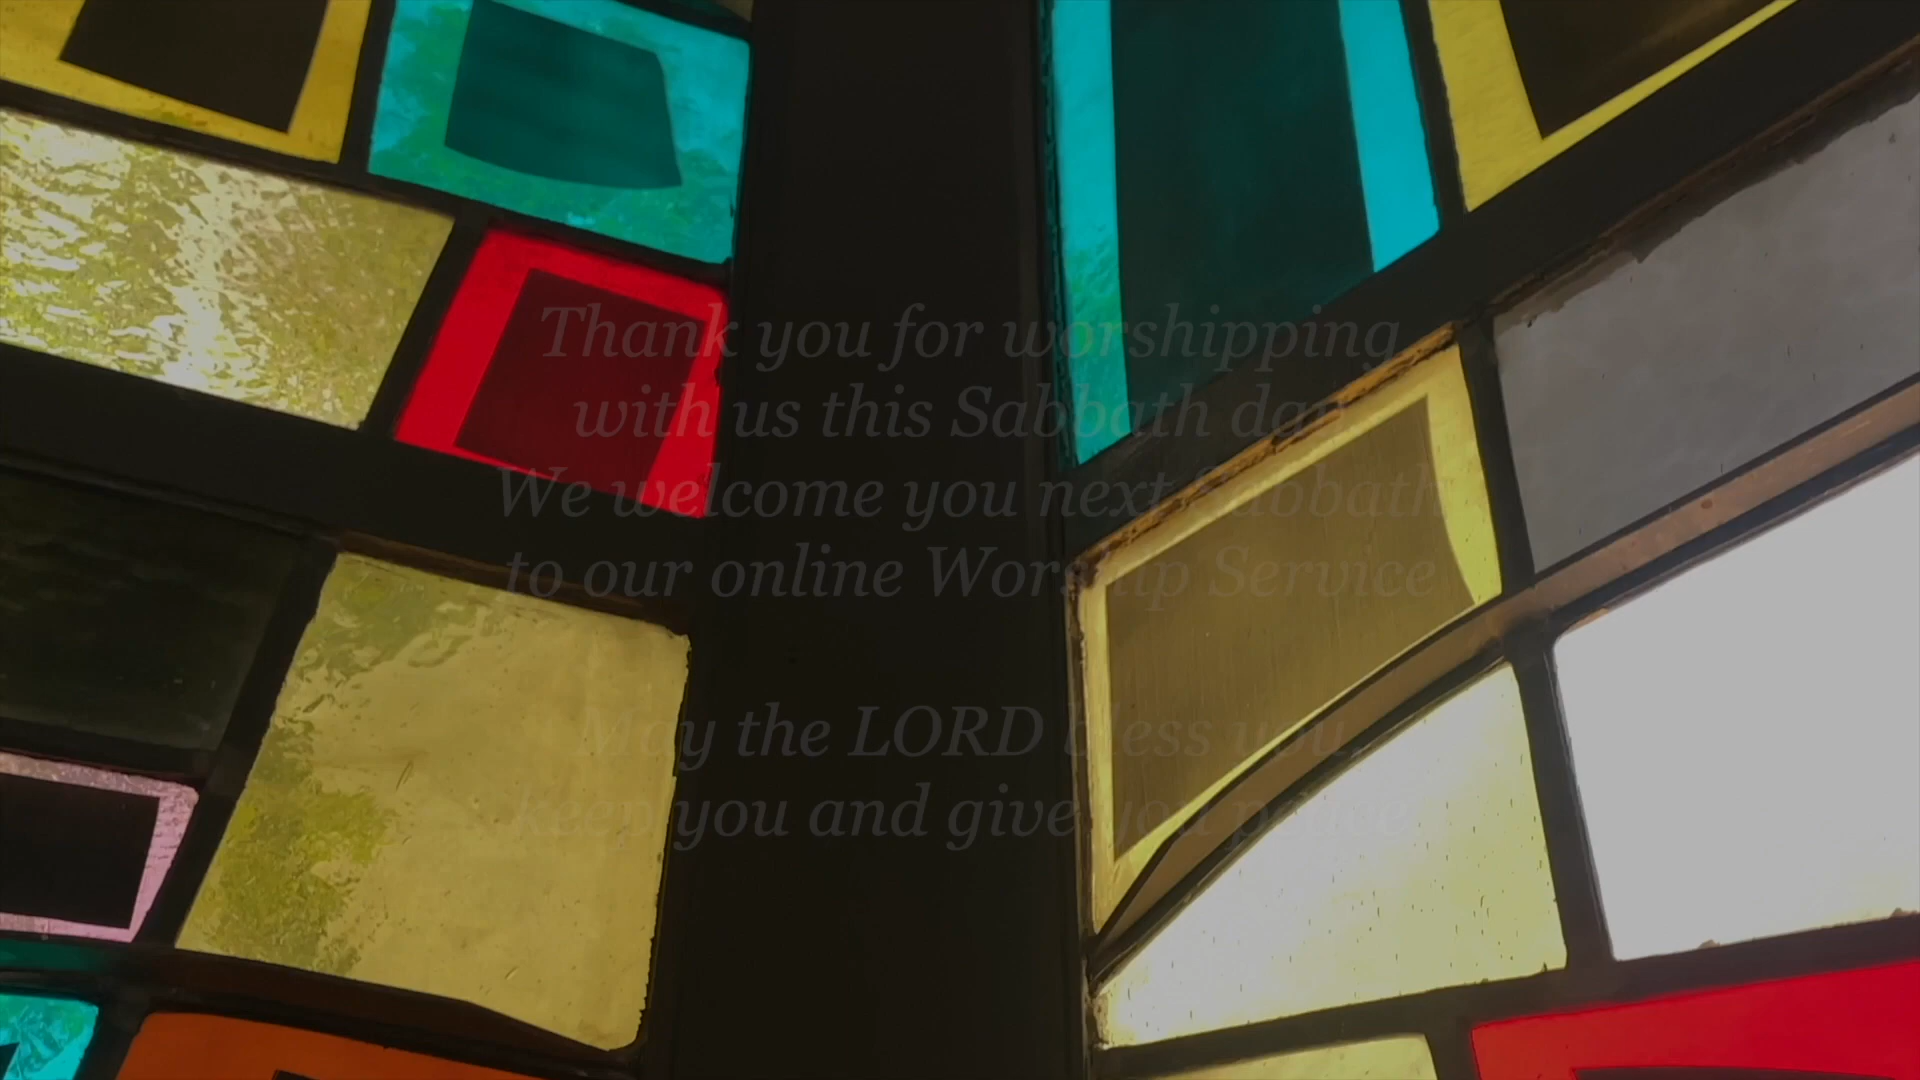 Thank you for worshipping
with us this Sabbath day
We welcome you next Sabbath
to our online Worship Service
May the LORD bless you,
keep you and give you peace